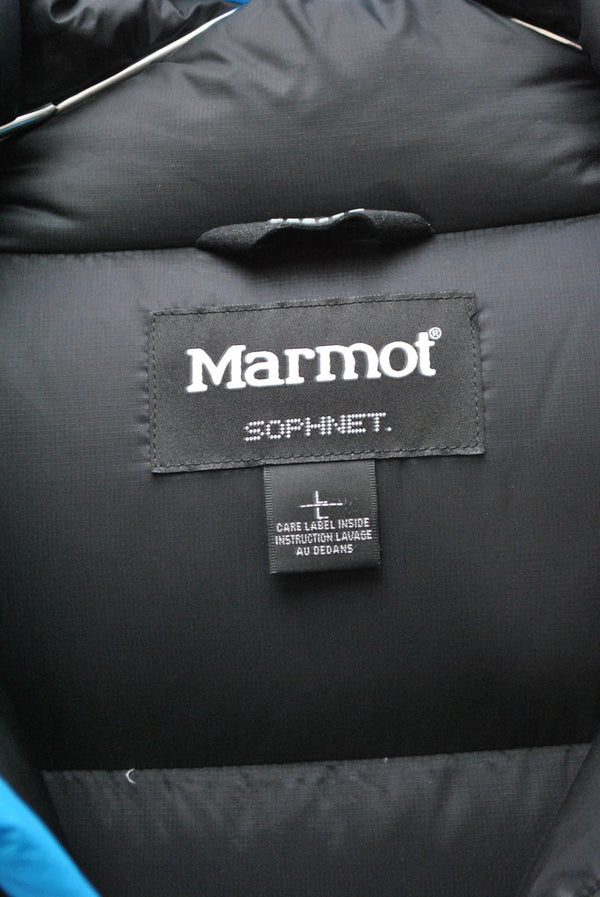 Marmot®
SOPHNET.
L
L
CARE LABEL INSIDE
INSTRUCTION LAVAGE
AU DEDANS